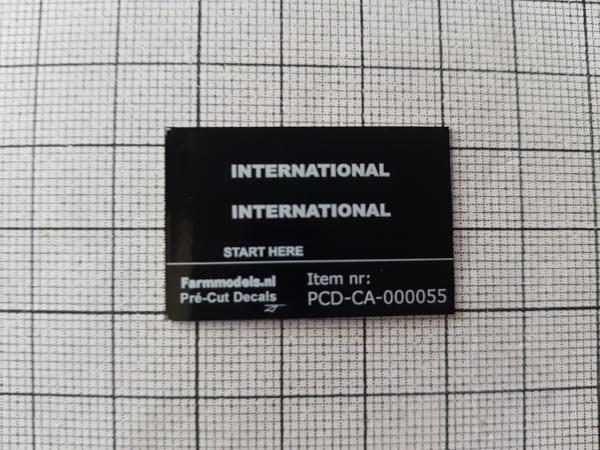 INTERNATIONAL
INTERNATIONAL
START HERE
Farmmodels.nl
Pré-Cut Decals
Item nr:
PCD-CA-000055